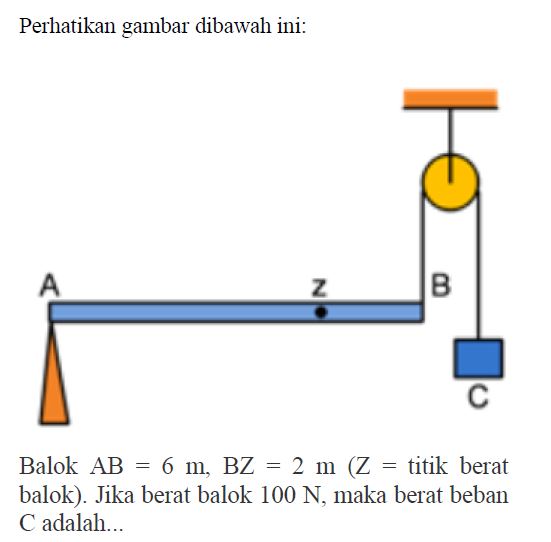 Perhatikan gambar dibawah ini:
A
z
B
C
Balok AB = 6 m, BZ = 2 m (Z = titik berat
balok). Jika berat balok 100 N, maka berat beban
C adalah...